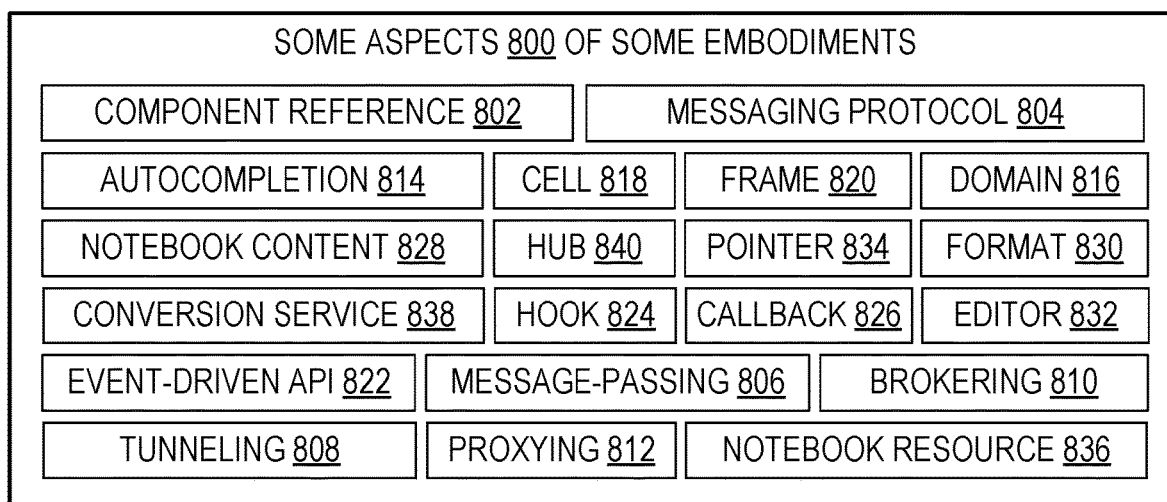 SOME ASPECTS 800 OF SOME EMBODIMENTS
COMPONENT REFERENCE 802 MESSAGING PROTOCOL 804
AUTOCOMPLETION 814 CELL 818 FRAME 820 DOMAIN 816
NOTEBOOK CONTENT 828 HUB 840 POINTER 834 FORMAT 830
CONVERSION SERVICE 838 HOOK 824 CALLBACK 826 EDITOR 832
EVENT-DRIVEN API 822 MESSAGE-PASSING 806 BROKERING 810
TUNNELING 808 PROXYING 812 NOTEBOOK RESOURCE 836